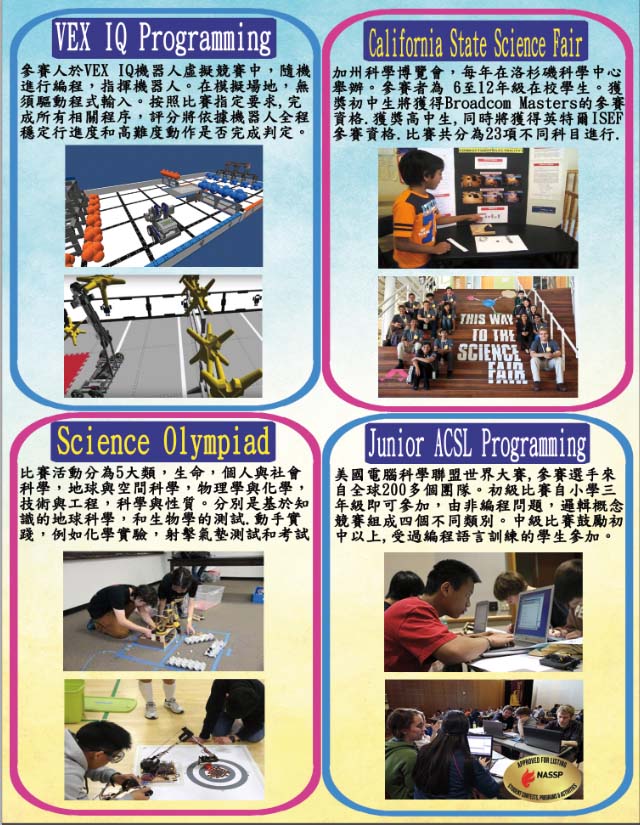 VEX IQ Programming
參賽人於VEX IQ機器人虛擬競賽中，隨機
進行編程，指揮機器人。在模擬場地，無
須驅動程式輸入。按照比賽指定要求,完
成所有相關程序，評分將依據機器人全程
穩定行進度和高難度動作是否完成判定。
California State Science Fair
加州科學博覽會，每年在洛杉磯科學中心
舉辦。參賽者為 6至12年級在校學生。獲
獎初中生將獲得Broadcom Masters的參賽
資格.獲獎高中生,同時將獲得英特爾ISEF
參賽資格.比賽共分為23項不同科目進行.
THIS WAY
TO THE
SCIENCE
FAIR
Science Olympiad
比賽活動分為5大類，生命，個人與社會
科學，地球與空間科學，物理學與化學，
技術與工程，科學與性質。分別是基於知
識的地球科學，和生物學的測試.動手實
踐，例如化學實驗，射擊氣墊測試和考試
Junior ACSL Programming
美國電腦科學聯盟世界大賽,參賽選手來
自全球200多個團隊。初級比賽自小學三
年級即可參加，由非編程問題，邏輯概念
競賽組成四個不同類別。中級比賽鼓勵初
中以上,受過編程語言訓練的學生參加。
APPROVED FOR LISTING
NASSP
STUDENT CONTESTS, PROGRAMS & ACTIVITIES